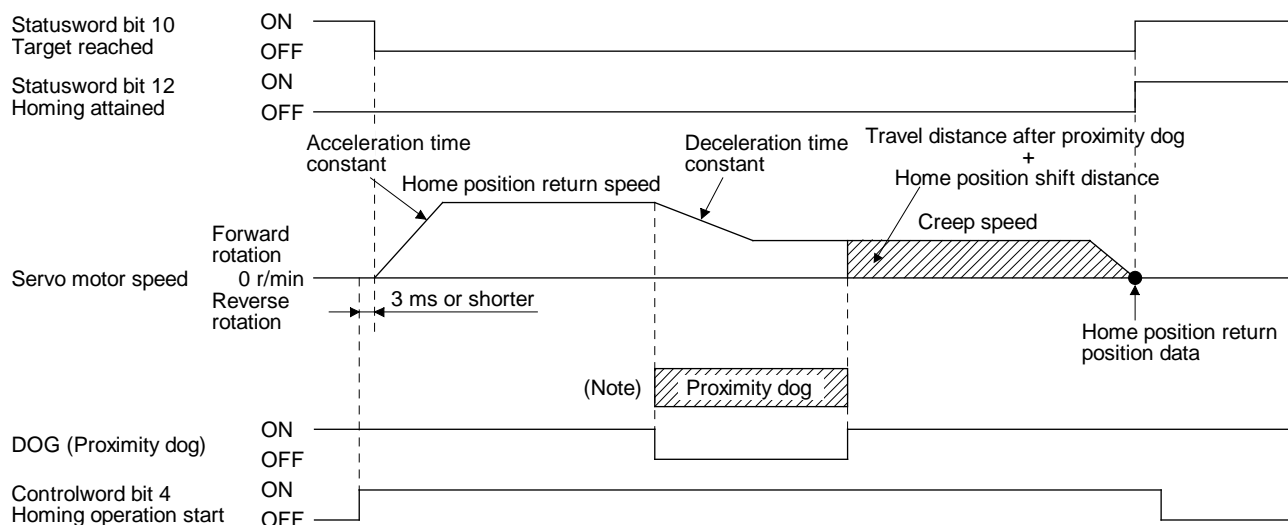 Statusword bit 10
Target reached
ON
OFF
Statusword bit 12
Homing attained
ON
OFF
Acceleration time
constant
Home position return speed
Deceleration time
constant
Travel distance after proximity dog
+
Home position shift distance
Creep speed
Forward
rotation
Servo motor speed
0 r/min
Reverse
rotation
3 ms or shorter
Home position return
position data
(Note)
Proximity dog
DOG (Proximity dog)
ON
OFF
Controlword bit 4
Homing operation start
ON
OFF